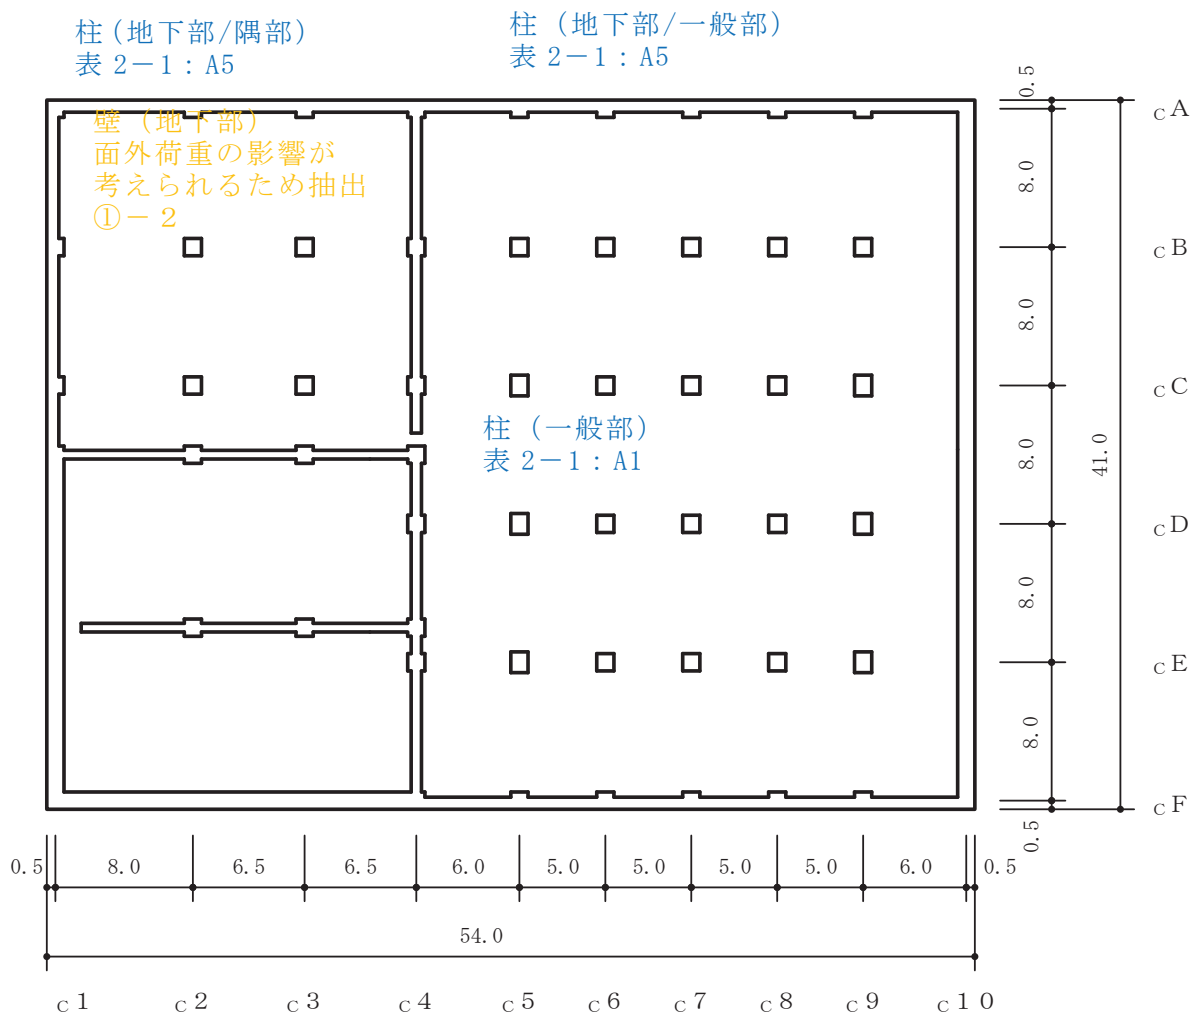 柱(地下部/隅部)
表2-1:A5
柱 (地下部/一般部)
表2-1:A5
壁 (地下部)
面外荷重の影響が
考えられるため抽出
①-2
柱 (一般部)
表2-1:A1
0.5
8.0
8.0
8.0
8.0
8.0
0.5
41.0
cA
cB
cC
cD
cE
cF
0.5 8.0 6.5 6.5 6.0 5.0 5.0 5.0 5.0 6.0 0.5
54.0
c1 c2 c3 c4 c5 c6 c7 c8 c9 c10